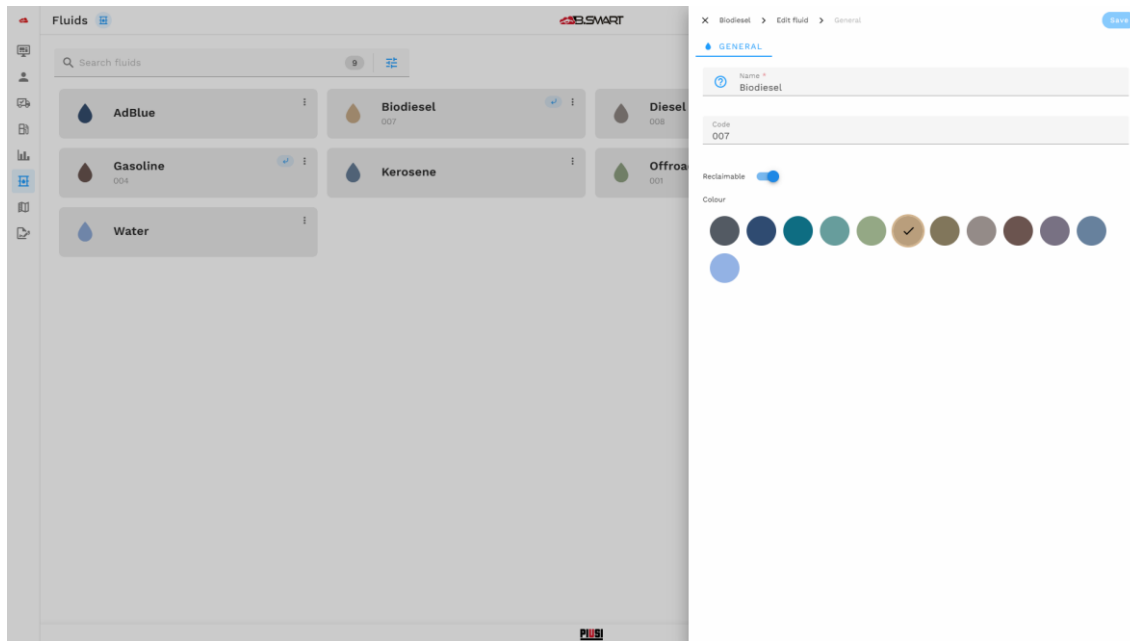 Fluids
B.SMART
Search fluids
9
AdBlue
Biodiesel
007
Diesel
008
Gasoline
004
Kerosene
001
Water
PIUSI
Biodiesel > Edit fluid > General
Save
GENERAL
Name *
Biodiesel
Code
007
Reclaimable
Colour